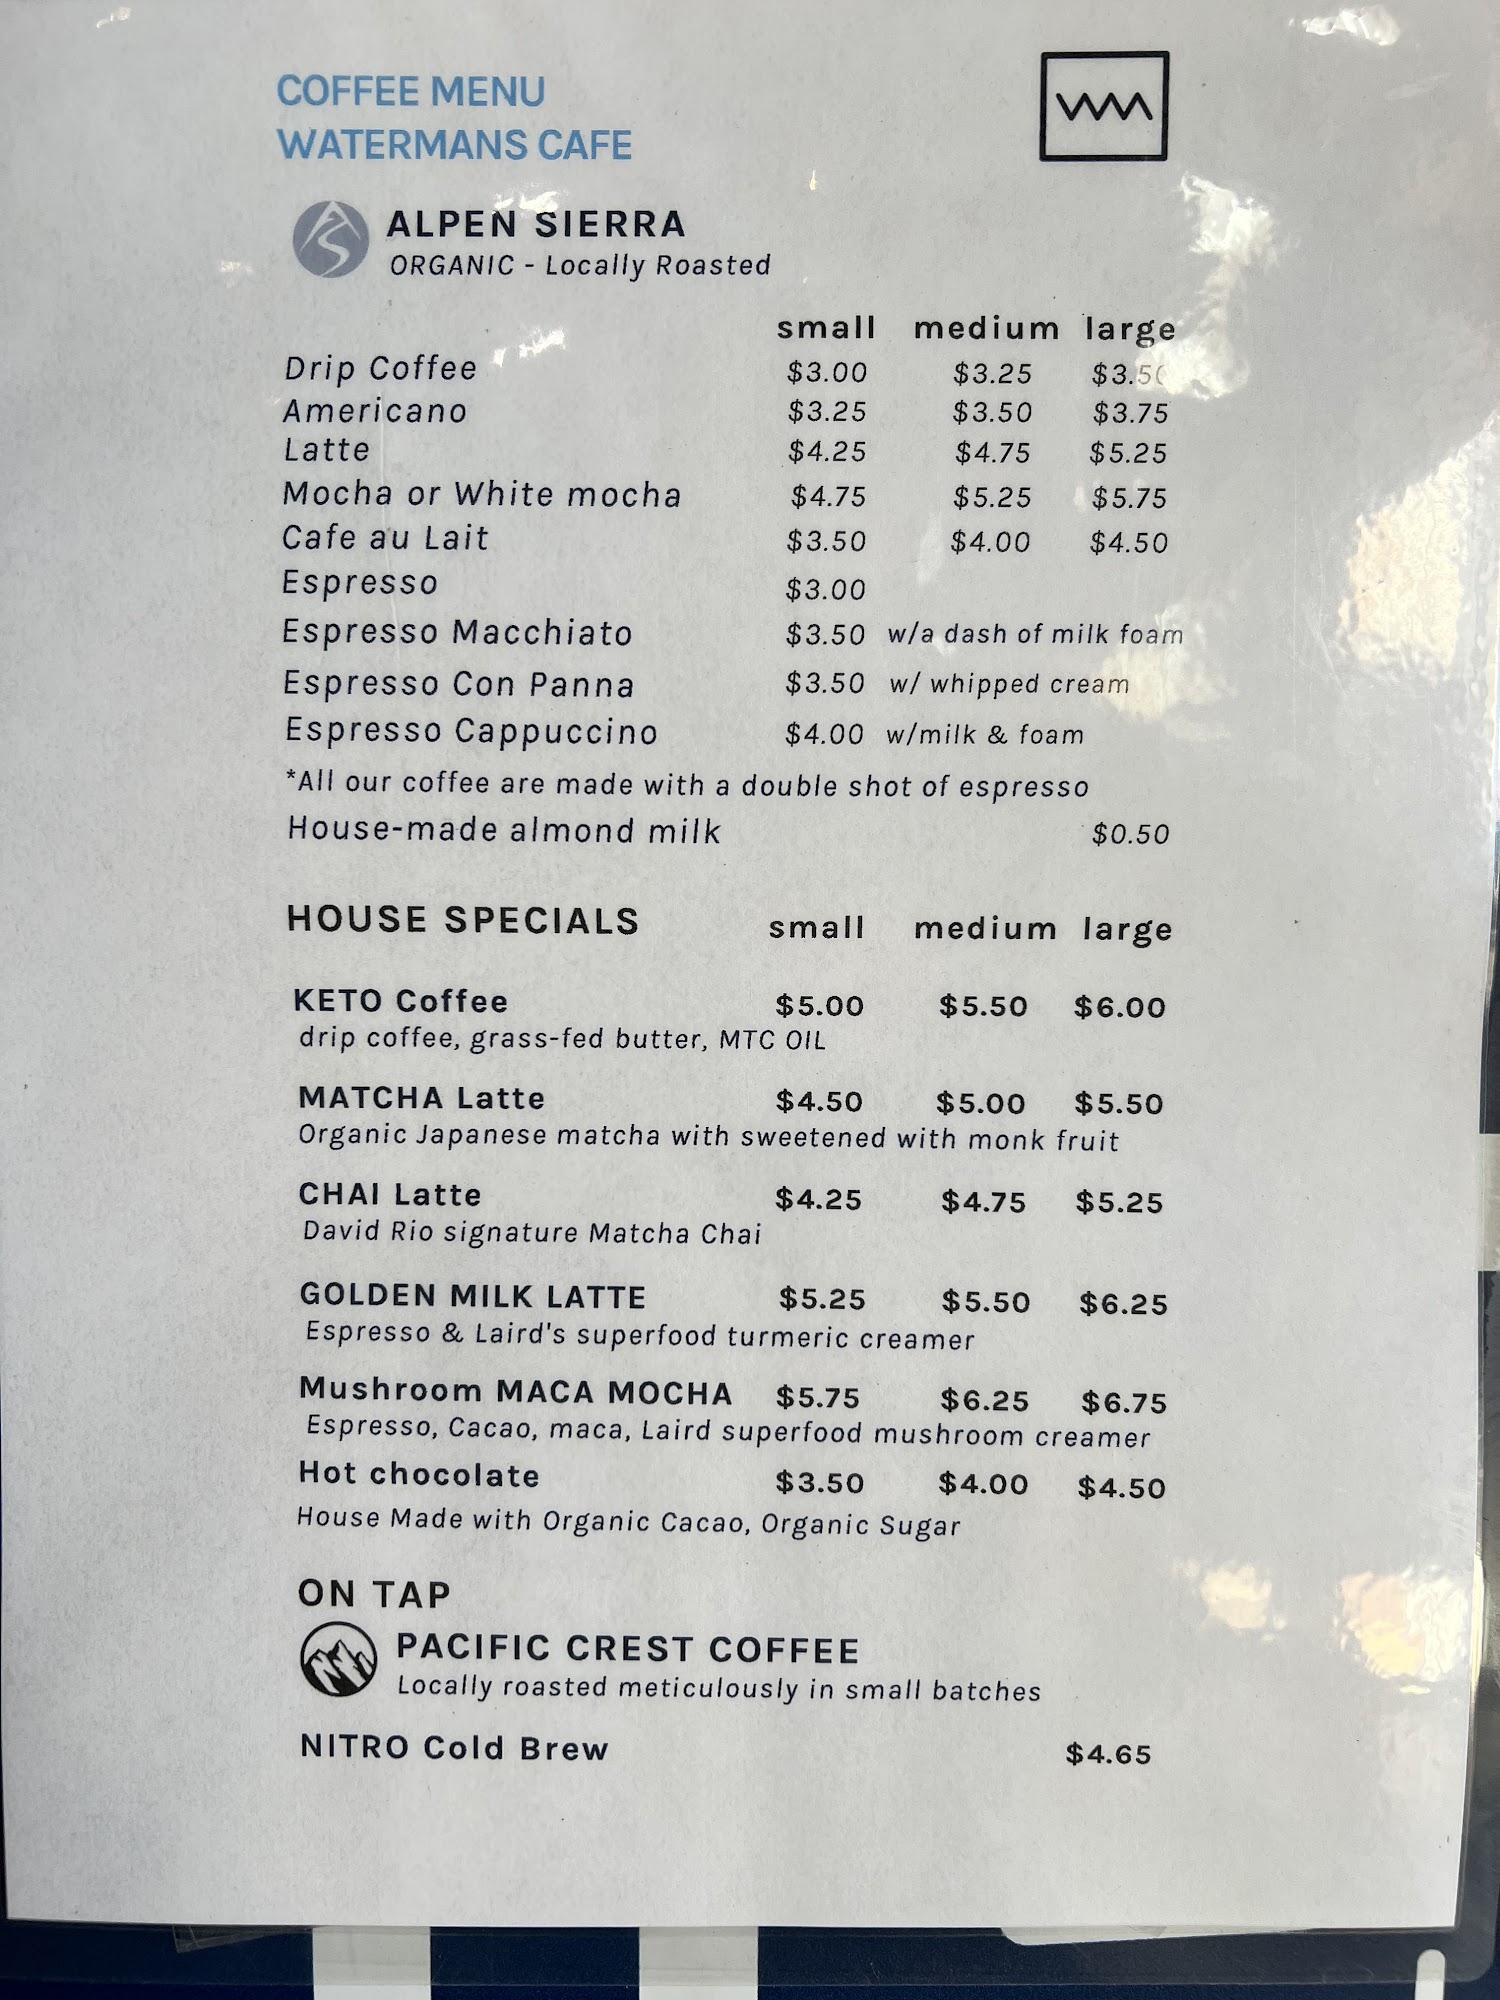 COFFEE MENU
WATERMANS CAFE
WM
ALPEN SIERRA
ORGANIC - Locally Roasted
small medium large
Drip Coffee $3.00 $3.25 $3.50
Americano $3.25 $3.50 $3.75
Latte $4.25 $4.75 $5.25
Mocha or White mocha $4.75 $5.25 $5.75
Cafe au Lait $3.50 $4.00 $4.50
Espresso $3.00
Espresso Macchiato $3.50 w/a dash of milk foam
Espresso Con Panna $3.50 w/ whipped cream
Espresso Cappuccino $4.00 w/milk & foam
*All our coffee are made with a double shot of espresso
House-made almond milk $0.50
HOUSE SPECIALS small medium large
KETO Coffee $5.00 $5.50 $6.00
drip coffee, grass-fed butter, MTC OIL
MATCHA Latte $4.50 $5.00 $5.50
Organic Japanese matcha with sweetened with monk fruit
CHAI Latte $4.25 $4.75 $5.25
David Rio signature Matcha Chai
GOLDEN MILK LATTE $5.25 $5.50 $6.25
Espresso & Laird's superfood turmeric creamer
Mushroom MACA MOCHA $5.75 $6.25 $6.75
Espresso, Cacao, maca, Laird superfood mushroom creamer
Hot chocolate $3.50 $4.00 $4.50
House Made with Organic Cacao, Organic Sugar
ON TAP
PACIFIC CREST COFFEE
Locally roasted meticulously in small batches
NITRO Cold Brew $4.65